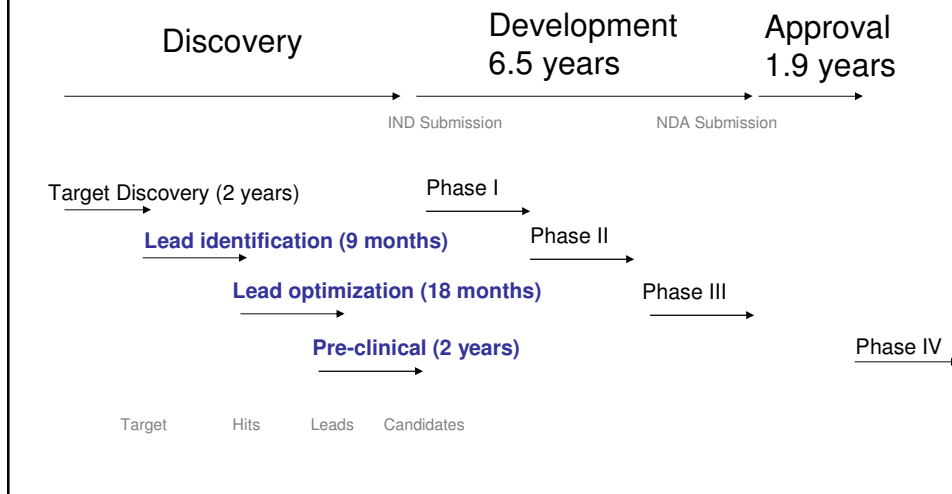 Discovery
Development
6.5 years
Approval
1.9 years
IND Submission
NDA Submission
Target Discovery (2 years)
Phase I
Lead identification (9 months)
Phase II
Lead optimization (18 months)
Phase III
Pre-clinical (2 years)
Phase IV
Target
Hits
Leads
Candidates